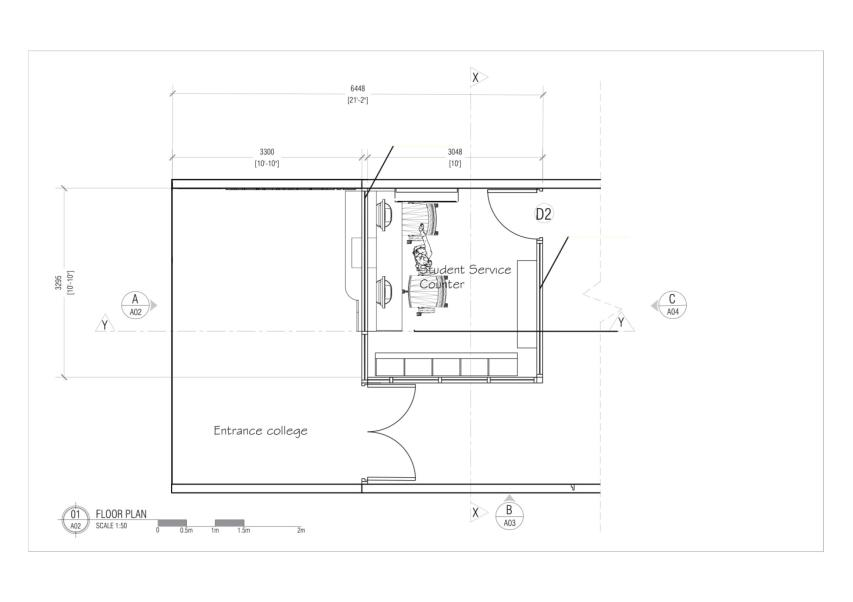 X
6448
[21'-2"]
3300
[10'-10"]
3048
[10']
D2
Student Service
Counter
3295
[10'-10"]
A
A02
C
A04
Y
Y
Entrance college
01
A02
FLOOR PLAN
SCALE 1:50
0 0.5m 1m 1.5m 2m
X
B
A03